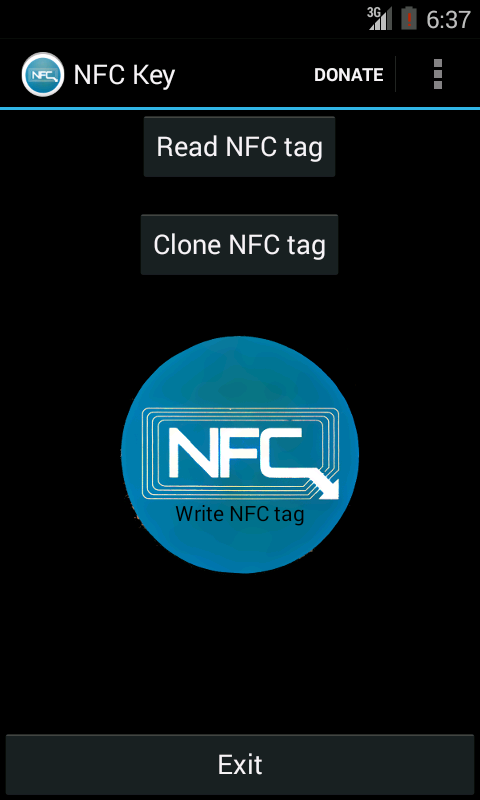 3G 6:37
NFC NFC Key DONATE
Read NFC tag
Clone NFC tag
NFC
Write NFC tag
Exit